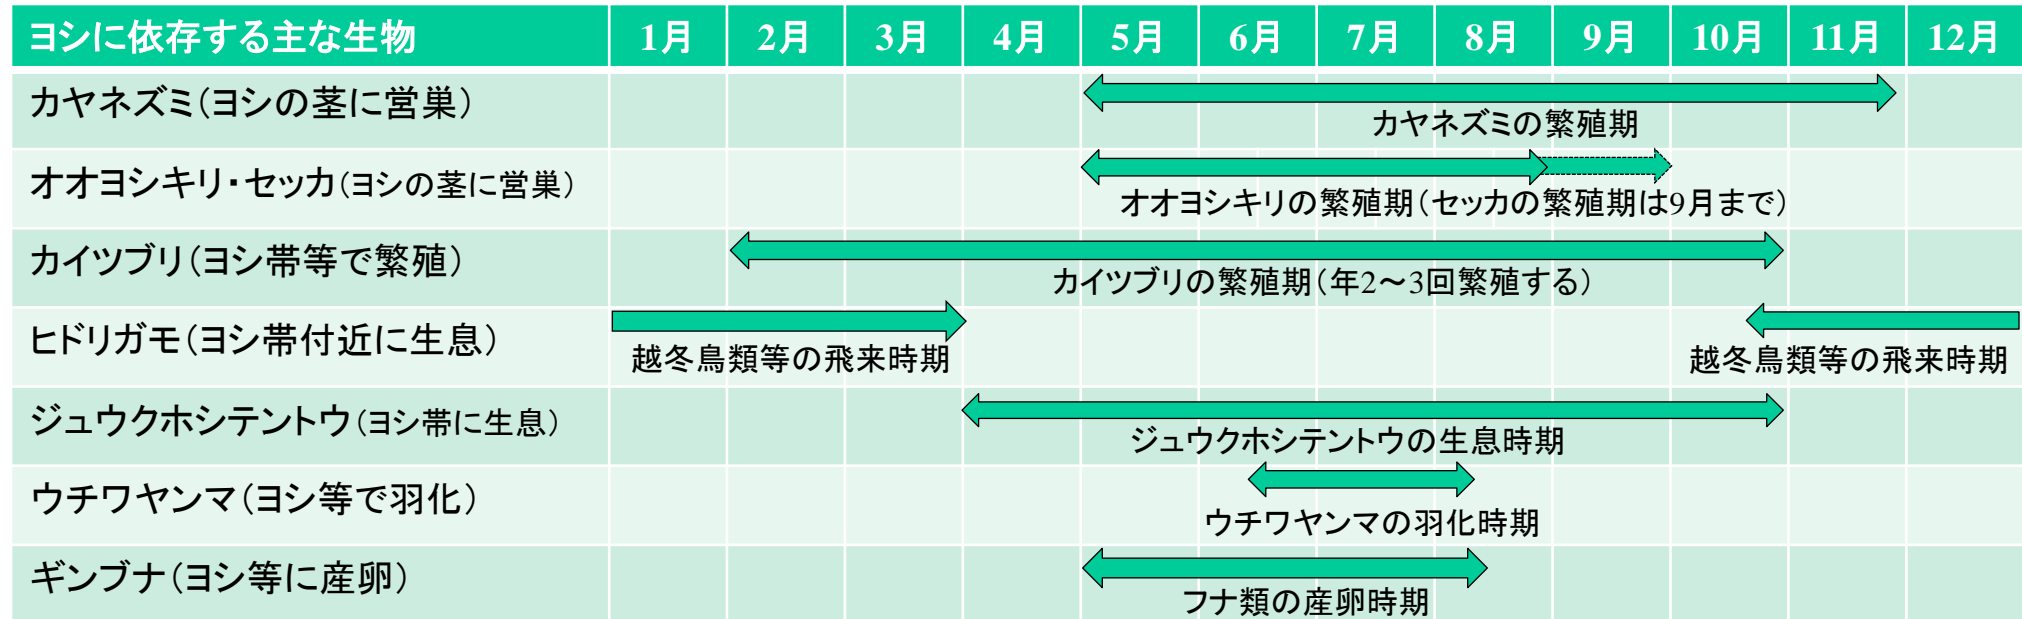 ヨシに依存する主な生物 1月 2月 3月 4月 5月 6月 7月 8月 9月 10月 11月 12月
カヤネズミ(ヨシの茎に営巣)
カヤネズミの繁殖期
オオヨシキリ・セッカ(ヨシの茎に営巣)
オオヨシキリの繁殖期(セッカの繁殖期は9月まで)
カイツブリ(ヨシ帯等で繁殖)
カイツブリの繁殖期(年2～3回繁殖する)
ヒドリガモ(ヨシ帯付近に生息)
越冬鳥類等の飛来時期 越冬鳥類等の飛来時期
ジュウクホシテントウ(ヨシ帯に生息)
ジュウクホシテントウの生息時期
ウチワヤンマ(ヨシ等で羽化)
ウチワヤンマの羽化時期
ギンブナ(ヨシ等に産卵)
フナ類の産卵時期